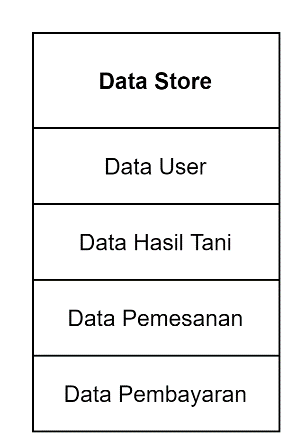 Data Store
Data User
Data Hasil Tani
Data Pemesanan
Data Pembayaran